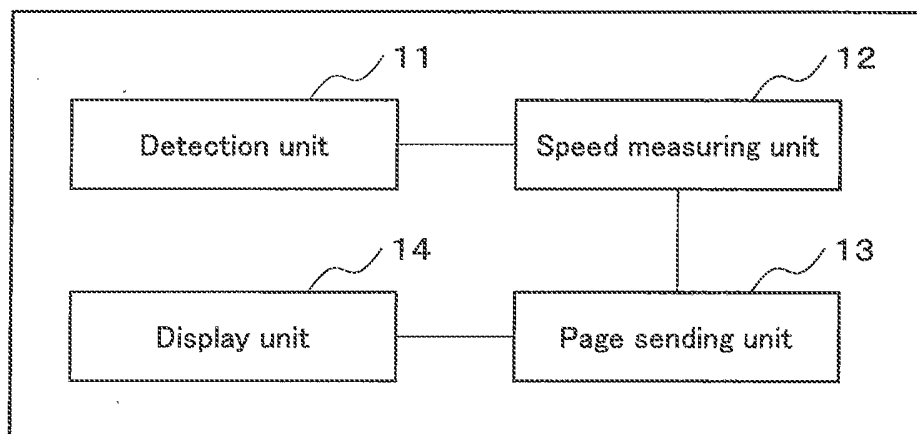 11
12
Detection unit
Speed measuring unit
14
13
Display unit
Page sending unit